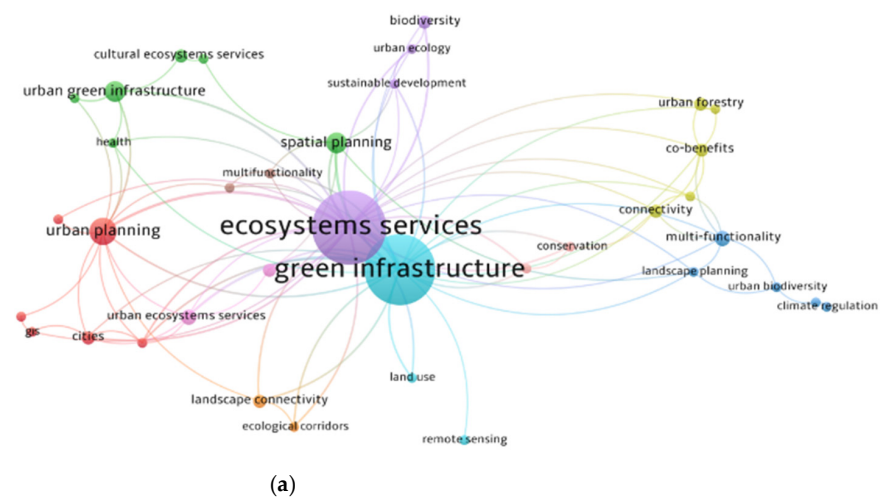 biodiversity
urban ecology
cultural ecosystems services
sustainable development
urban green infrastructure
urban forestry
health
spatial planning
co-benefits
multifunctionality
connectivity
urban planning
ecosystems services
multi-functionality
conservation
green infrastructure
landscape planning
urban biodiversity
climate regulation
urban ecosystems services
gis
cities
land use
landscape connectivity
ecological corridors
remote sensing
(a)